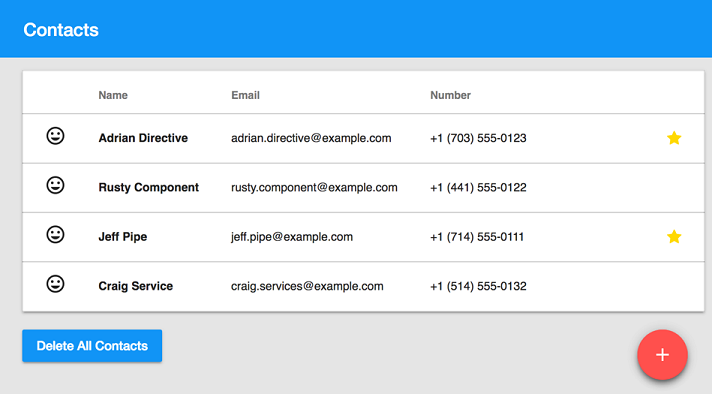 Contacts
Name Email Number
Adrian Directive adrian.directive@example.com +1 (703) 555-0123
Rusty Component rusty.component@example.com +1 (441) 555-0122
Jeff Pipe jeff.pipe@example.com +1 (714) 555-0111
Craig Service craig.services@example.com +1 (514) 555-0132
Delete All Contacts +